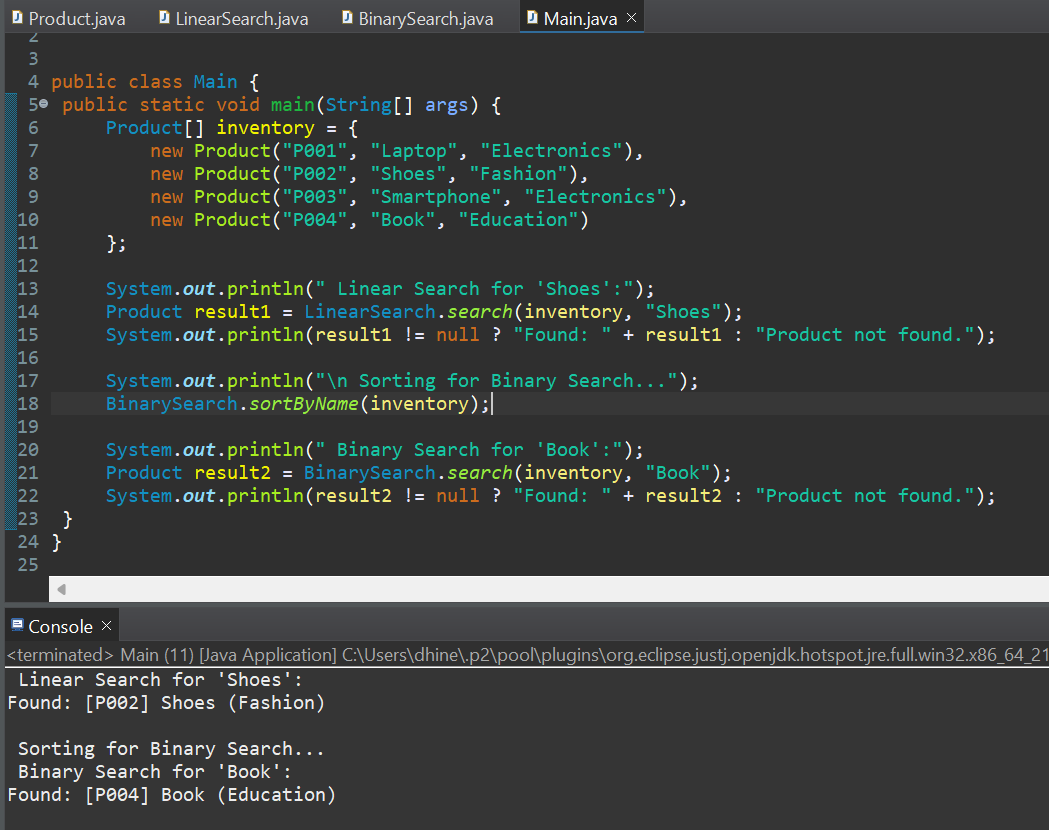 Product.java LinearSearch.java BinarySearch.java Main.java
2
3
4 public class Main {
5 public static void main(String[] args) {
6 Product[] inventory = {
7 new Product("P001", "Laptop", "Electronics"),
8 new Product("P002", "Shoes", "Fashion"),
9 new Product("P003", "Smartphone", "Electronics"),
10 new Product("P004", "Book", "Education")
11 };
12
13 System.out.println(" Linear Search for 'Shoes':");
14 Product result1 = LinearSearch.search(inventory, "Shoes");
15 System.out.println(result1 != null ? "Found: " + result1 : "Product not found.");
16
17 System.out.println("\n Sorting for Binary Search...");
18 BinarySearch.sortByName(inventory);
19
20 System.out.println(" Binary Search for 'Book':");
21 Product result2 = BinarySearch.search(inventory, "Book");
22 System.out.println(result2 != null ? "Found: " + result2 : "Product not found.");
23 }
24 }
25
Console
<terminated> Main (11) [Java Application] C:\Users\dhine\.p2\pool\plugins\org.eclipse.justj.openjdk.hotspot.jre.full.win32.x86_64_21
Linear Search for 'Shoes':
Found: [P002] Shoes (Fashion)
Sorting for Binary Search...
Binary Search for 'Book':
Found: [P004] Book (Education)